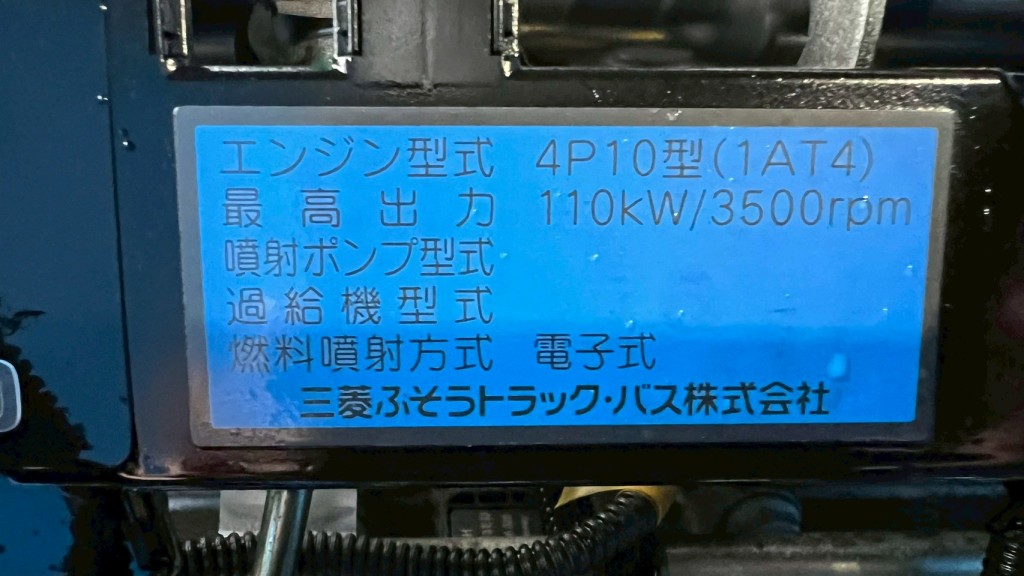 エンジン型式 4P10型(1AT4)
最高出力 110kW/3500rpm
噴射ポンプ型式
過給機型式
燃料噴射方式 電子式
三菱ふそうトラック・バス株式会社